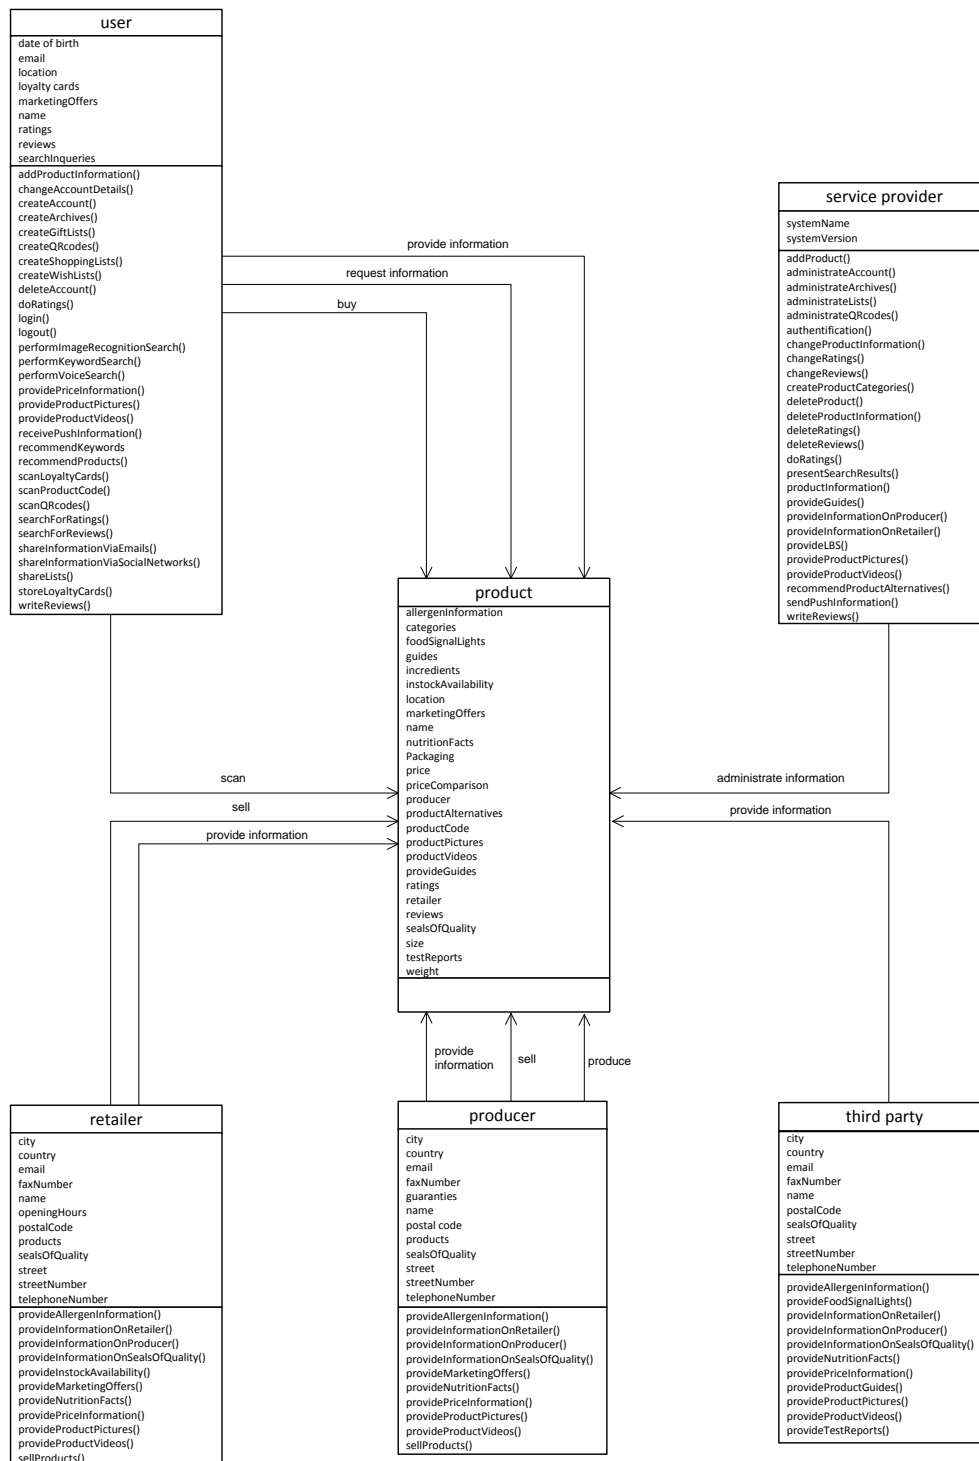 user
date of birth
email
location
loyalty cards
marketingOffers
name
ratings
reviews
searchInqueries
addProductInformation()
changeAccountDetails()
createAccount()
createArchives()
createGiftLists()
createQRcodes()
createShoppingLists()
createWishLists()
deleteAccount()
doRatings()
login()
logout()
performImageRecognitionSearch()
performKeywordSearch()
performVoiceSearch()
providePriceInformation()
provideProductPictures()
provideProductVideos()
receivePushInformation()
recommendKeywords
recommendProducts()
scanLoyaltyCards()
scanProductCode()
scanQRcodes()
searchForRatings()
searchForReviews()
shareInformationViaEmails()
shareInformationViaSocialNetworks()
shareLists()
storeLoyaltyCards()
writeReviews()
provide information
request information
buy
service provider
systemName
systemVersion
addProduct()
administrateAccount()
administrateArchives()
administrateLists()
administrateQRcodes()
authentification()
changeProductInformation()
changeRatings()
changeReviews()
createProductCategories()
deleteProduct()
deleteProductInformation()
deleteRatings()
deleteReviews()
doRatings()
presentSearchResults()
productInformation()
provideGuides()
provideInformationOnProducer()
provideInformationOnRetailer()
provideLBS()
provideProductPictures()
provideProductVideos()
recommendProductAlternatives()
sendPushInformation()
writeReviews()
product
allergenInformation
categories
foodSignalLights
guides
incredients
instockAvailability
location
marketingOffers
name
nutritionFacts
Packaging
price
priceComparison
producer
productAlternatives
productCode
productPictures
productVideos
provideGuides
ratings
retailer
reviews
sealsOfQuality
size
testReports
weight
scan
sell
provide information
administrate information
provide information
provide
information
sell
produce
retailer
city
country
email
faxNumber
name
openingHours
postalCode
products
sealsOfQuality
street
streetNumber
telephoneNumber
provideAllergenInformation()
provideInformationOnRetailer()
provideInformationOnProducer()
provideInformationOnSealsOfQuality()
provideInstockAvailability()
provideMarketingOffers()
provideNutritionFacts()
providePriceInformation()
provideProductPictures()
provideProductVideos()
sellProducts()
producer
city
country
email
faxNumber
guaranties
name
postal code
products
sealsOfQuality
street
streetNumber
telephoneNumber
provideAllergenInformation()
provideInformationOnRetailer()
provideInformationOnProducer()
provideInformationOnSealsOfQuality()
provideMarketingOffers()
provideNutritionFacts()
providePriceInformation()
provideProductPictures()
provideProductVideos()
sellProducts()
third party
city
country
email
faxNumber
name
postalCode
sealsOfQuality
street
streetNumber
telephoneNumber
provideAllergenInformation()
provideFoodSignalLights()
provideInformationOnRetailer()
provideInformationOnProducer()
provideInformationOnSealsOfQuality()
provideNutritionFacts()
providePriceInformation()
provideProductGuides()
provideProductPictures()
provideProductVideos()
provideTestReports()